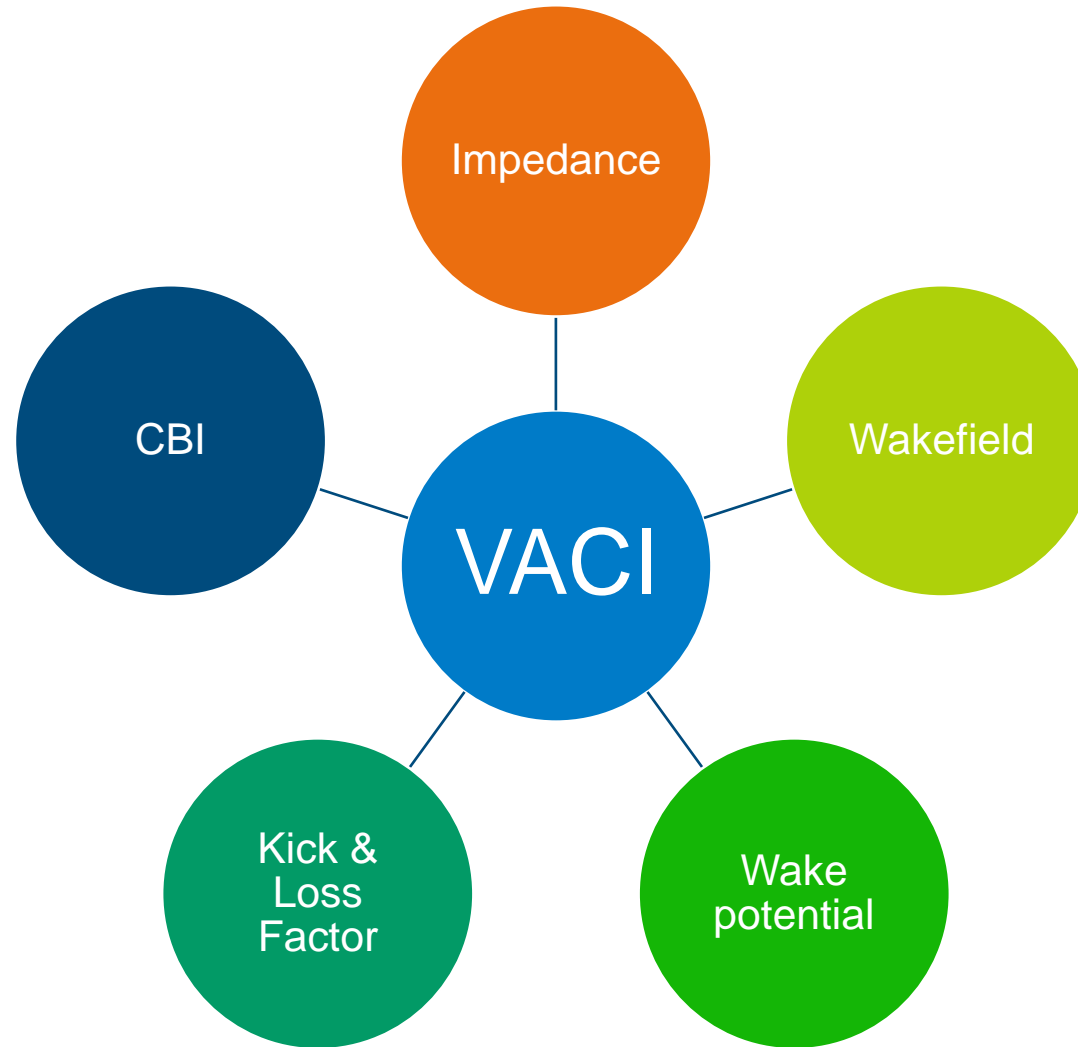 Impedance
CBI
Wakefield
VACI
Kick &
Loss
Factor
Wake
potential